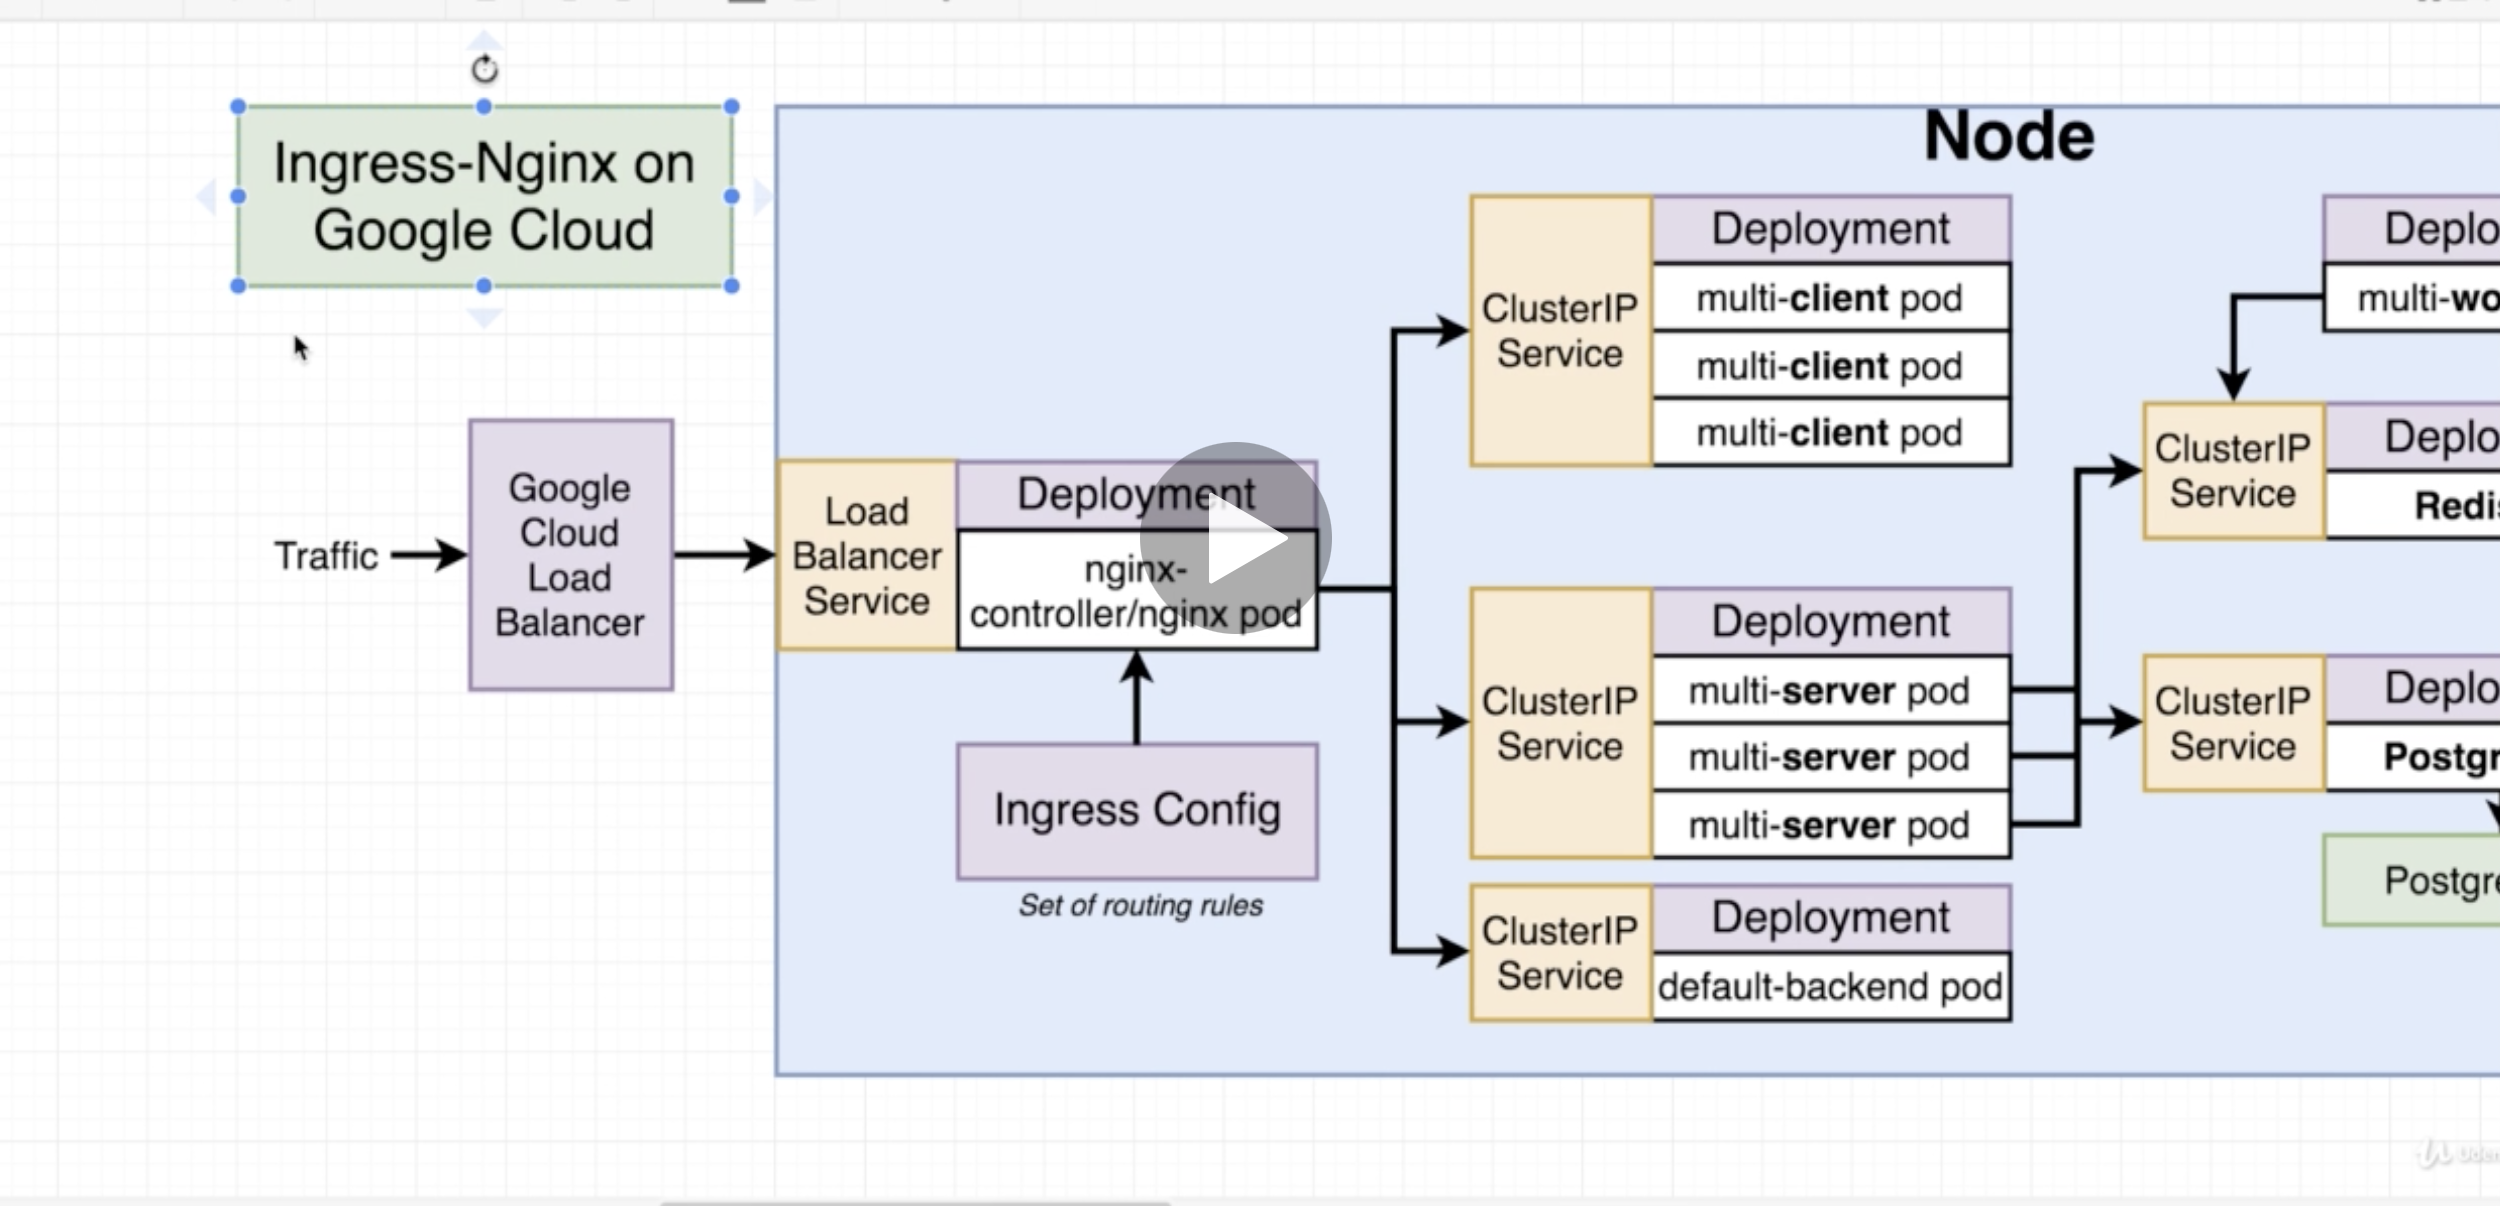 Ingress-Nginx on
Google Cloud
Node
Traffic
Google
Cloud
Load
Balancer
Load
Balancer
Service
Deployment
nginx-
controller/nginx pod
Ingress Config
Set of routing rules
ClusterIP
Service
Deployment
multi-client pod
multi-client pod
multi-client pod
ClusterIP
Service
Deployment
multi-server pod
multi-server pod
multi-server pod
ClusterIP
Service
Deployment
default-backend pod
Deplo
multi-wo
ClusterIP
Service
Deplo
Redis
ClusterIP
Service
Deplo
Postgr
Postgre